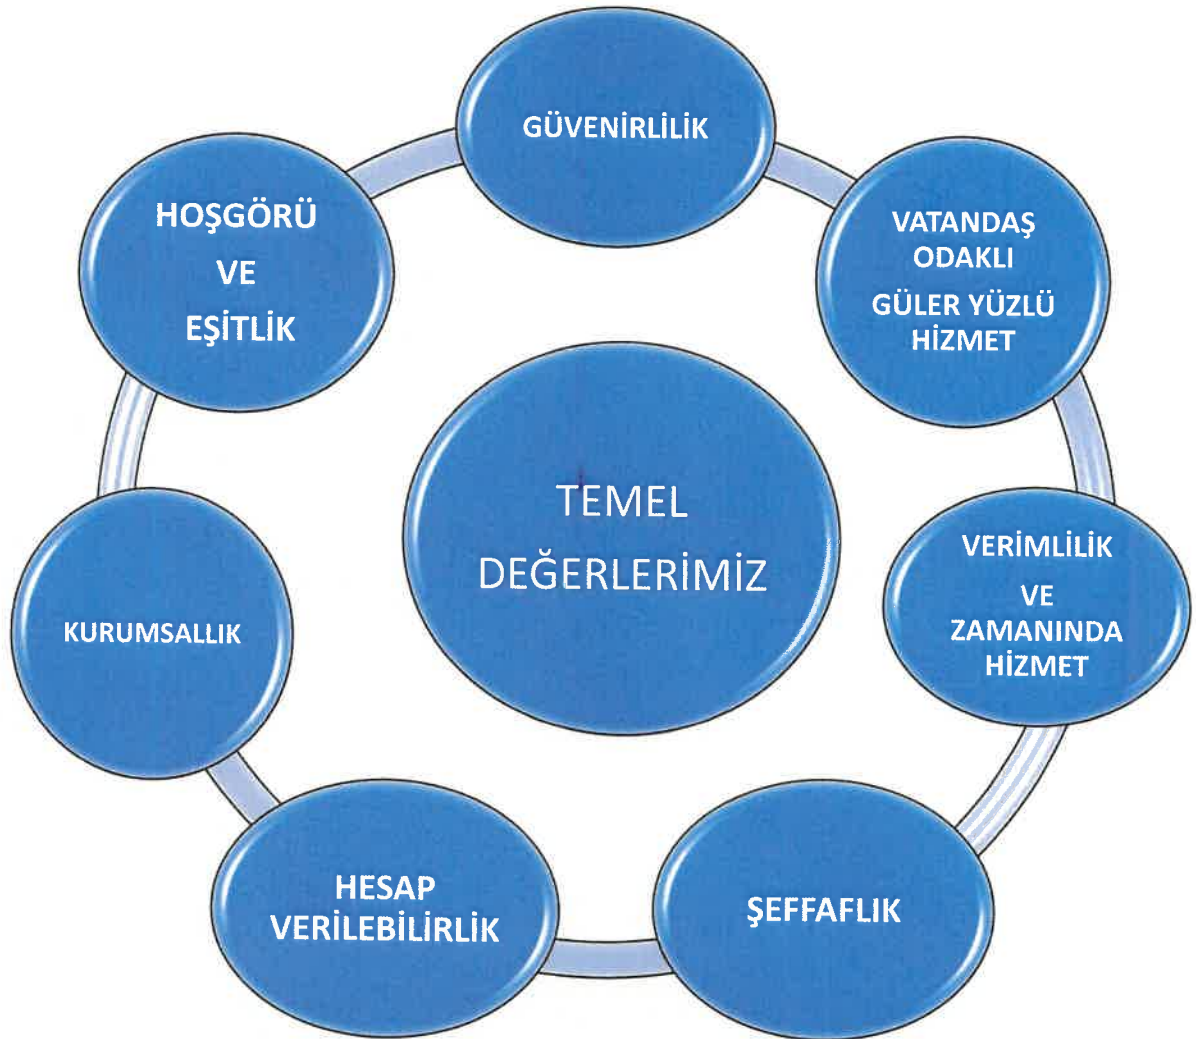 GÜVENİRLİLİK
VATANDAŞ
ODAKLI
GÜLER YÜZLÜ
HİZMET
VERİMLİLİK
VE
ZAMANINDA
HİZMET
ŞEFFAFLIK
HESAP
VERİLEBİLİRLİK
KURUMSALLIK
HOŞGÖRÜ
VE
EŞİTLİK
TEMEL
DEĞERLERİMİZ